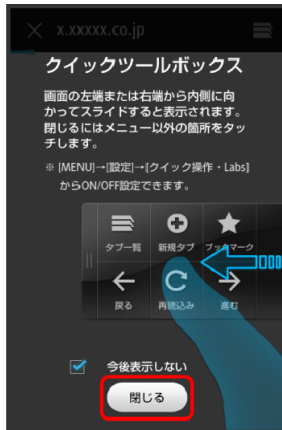 x.xxxxx.co.jp
クイックツールボックス
画面の左端または右端から内側に向
かってスライドすると表示されます。
閉じるにはメニュー以外の箇所をタッ
チします。
※ [MENU]→[設定]→[クイック操作・Labs]
からON/OFF設定できます。
タブ一覧 新規タブ ブックマーク
戻る 再読込み 進む
今後表示しない
閉じる